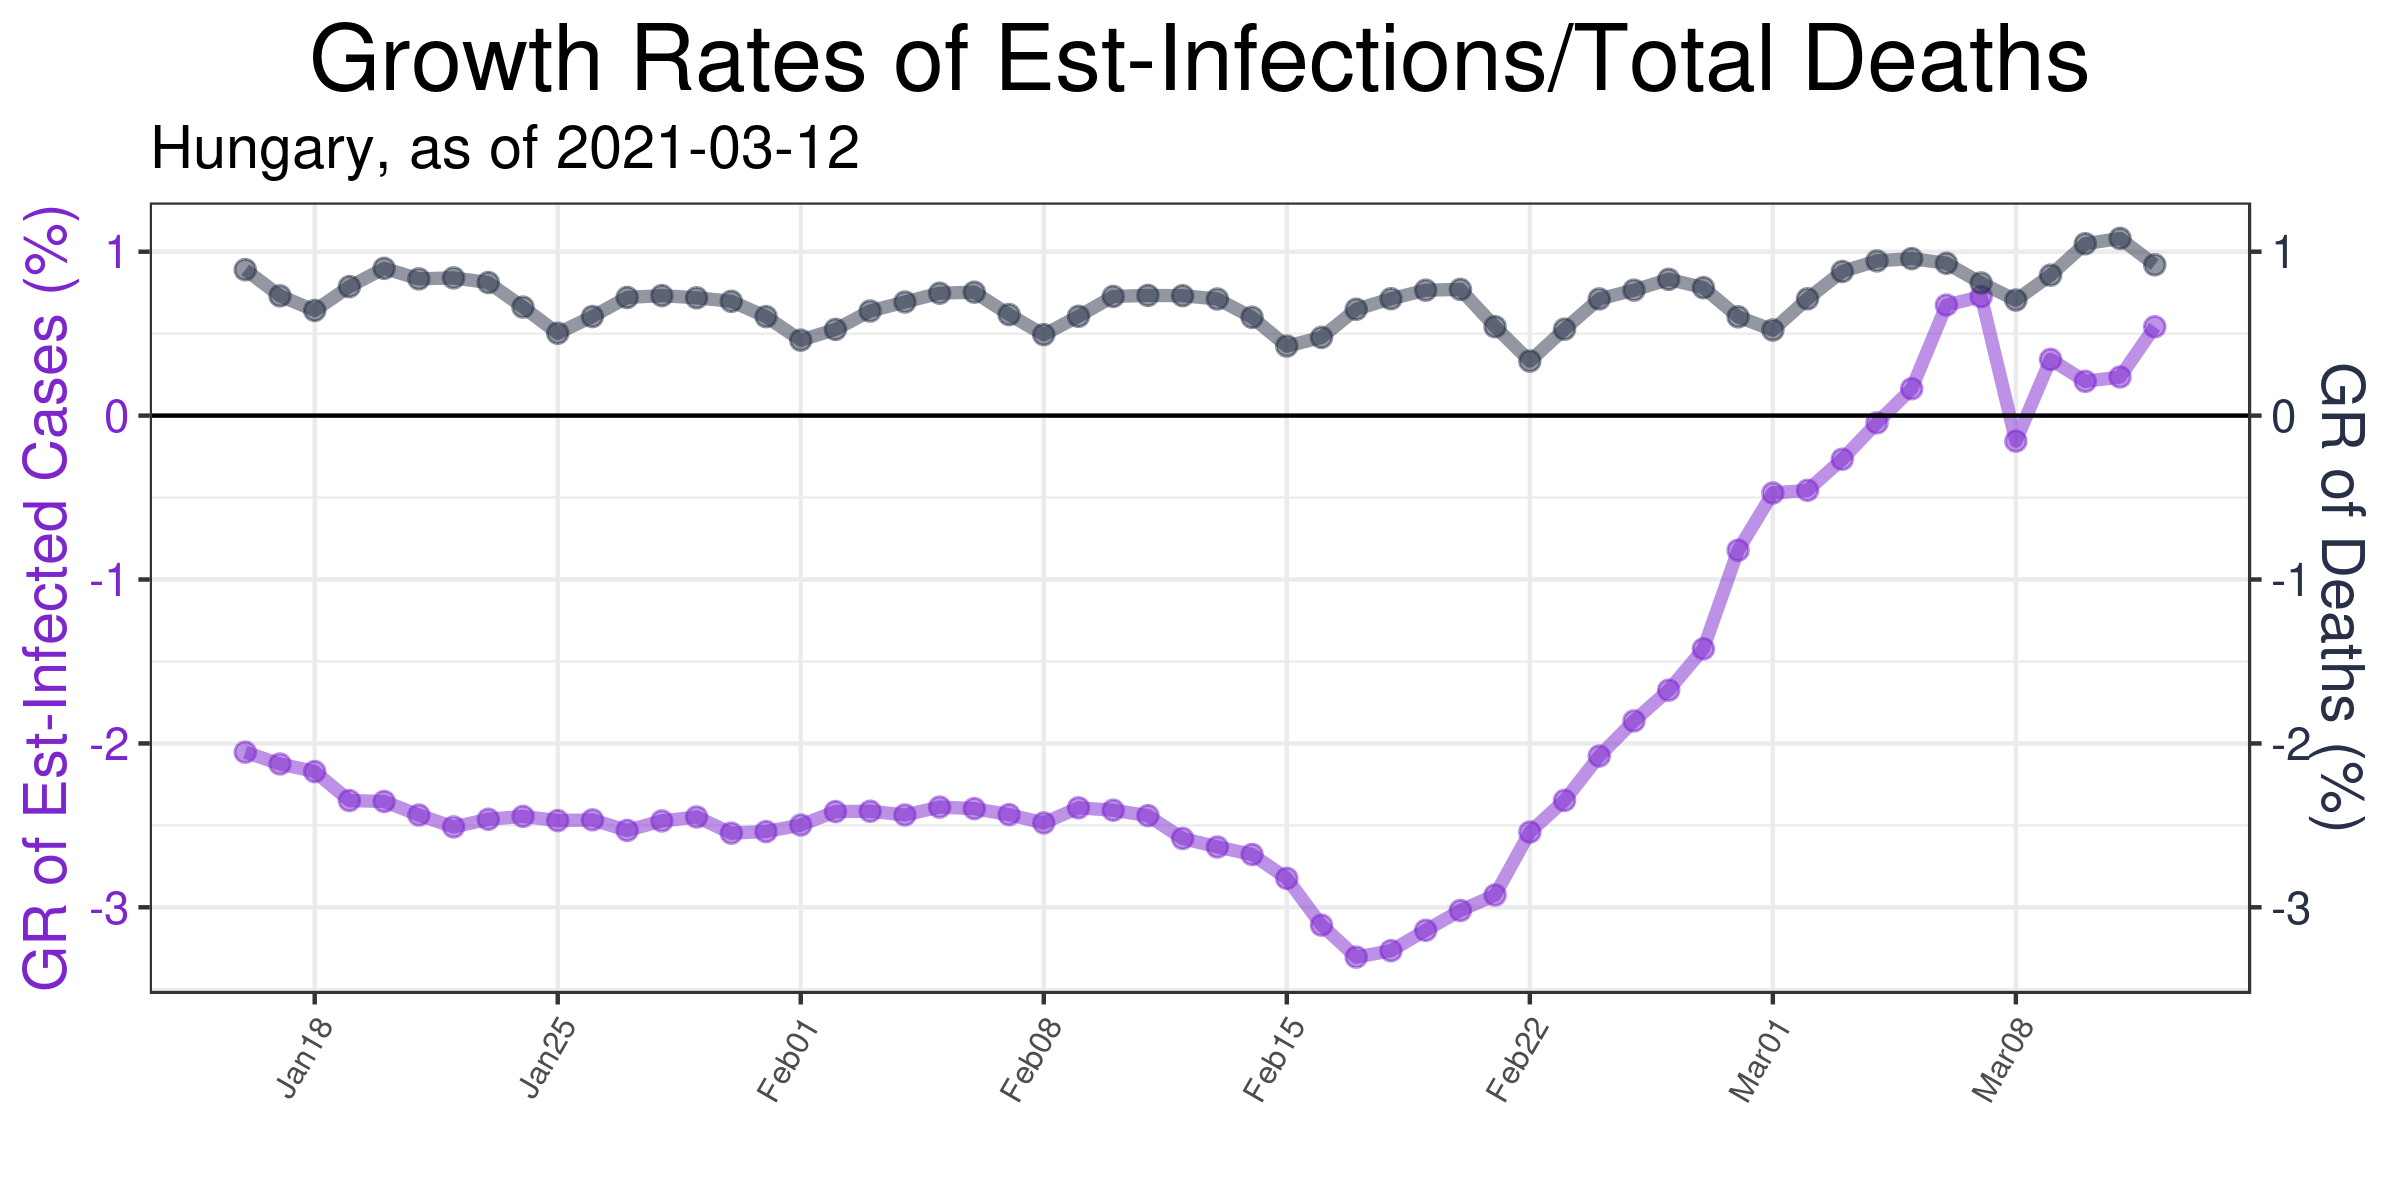 Growth Rates of Est-Infections/Total Deaths
Hungary, as of 2021-03-12
GR of Est-Infected Cases (%)
1
0
-1
-2
-3
1
0
-1
-2
-3
GR of Deaths (%)
Jan18
Jan25
Feb01
Feb08
Feb15
Feb22
Mar01
Mar08